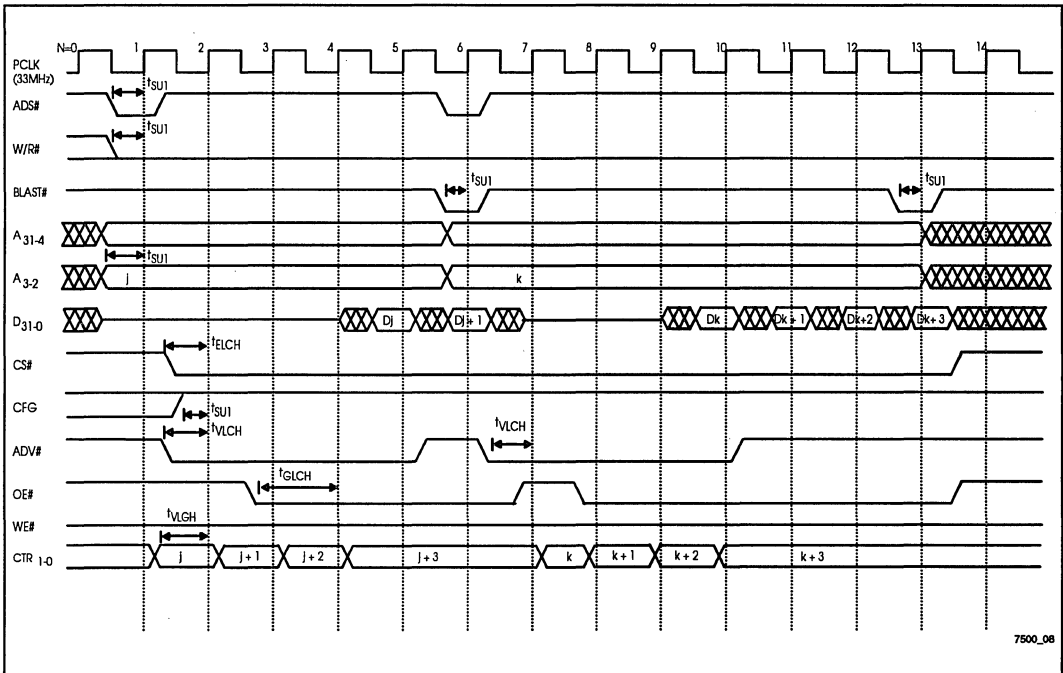 N=0 1 2 3 4 5 6 7 8 9 10 11 12 13 14
PCLK
(33MHz)
tSU1
ADS#
tSU1
W/R#
BLAST# tSU1 tSU1
A 31-4
tSU1
A 3-2 j k
D 31-0 Dj Dj + 1 Dk Dk + 1 Dk+2 Dk+3
tELCH
CS#
CFG tSU1
tVLCH tVLCH
ADV#
tGLCH
OE#
WE#
tVLGH
CTR 1-0 j j + 1 j + 2 j + 3 k k + 1 k + 2 k + 3
7500_08